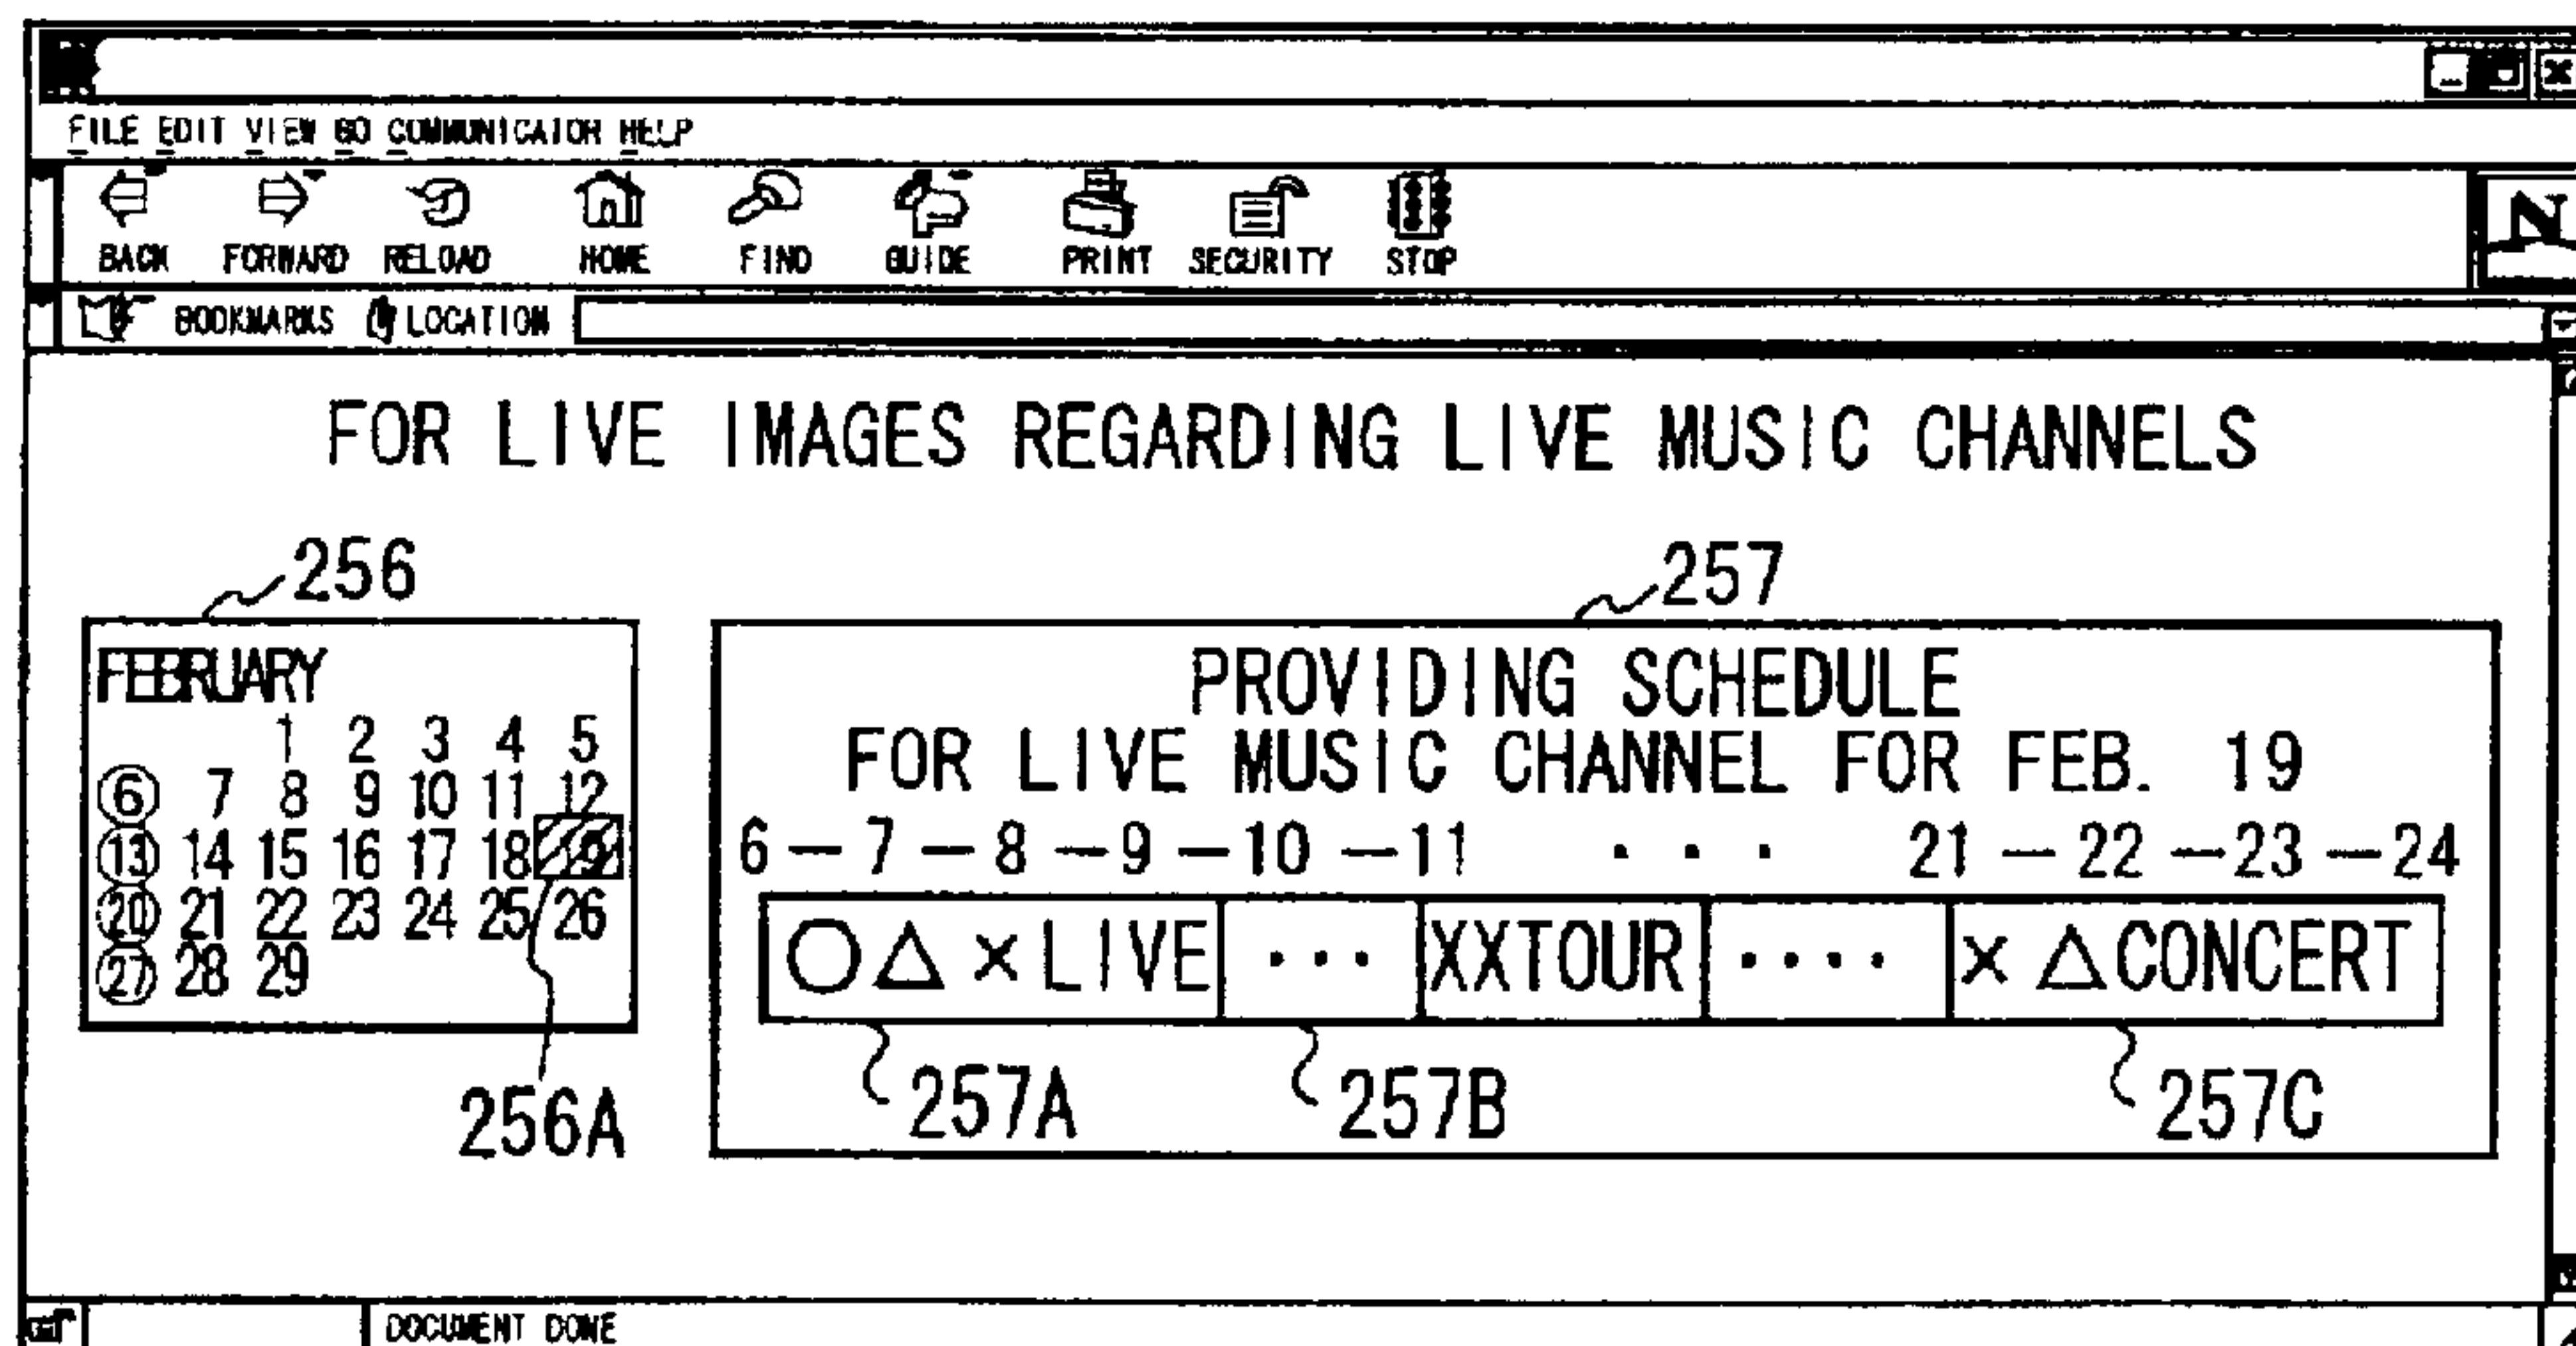 FILE EDIT VIEW GO COMMUNICATOR HELP
BACK FORWARD RELOAD HOME FIND GUIDE PRINT SECURITY STOP
N
BOOKMARKS LOCATION
FOR LIVE IMAGES REGARDING LIVE MUSIC CHANNELS
256
FEBRUARY
1 2 3 4 5
6 7 8 9 10 11 12
13 14 15 16 17 18 19
20 21 22 23 24 25 26
27 28 29
256A
257
PROVIDING SCHEDULE
FOR LIVE MUSIC CHANNEL FOR FEB. 19
6 — 7 — 8 — 9 — 10 — 11 · · · 21 — 22 — 23 — 24
○△×LIVE ··· XXTOUR ···· ×△CONCERT
257A 257B 257C
DOCUMENT DONE